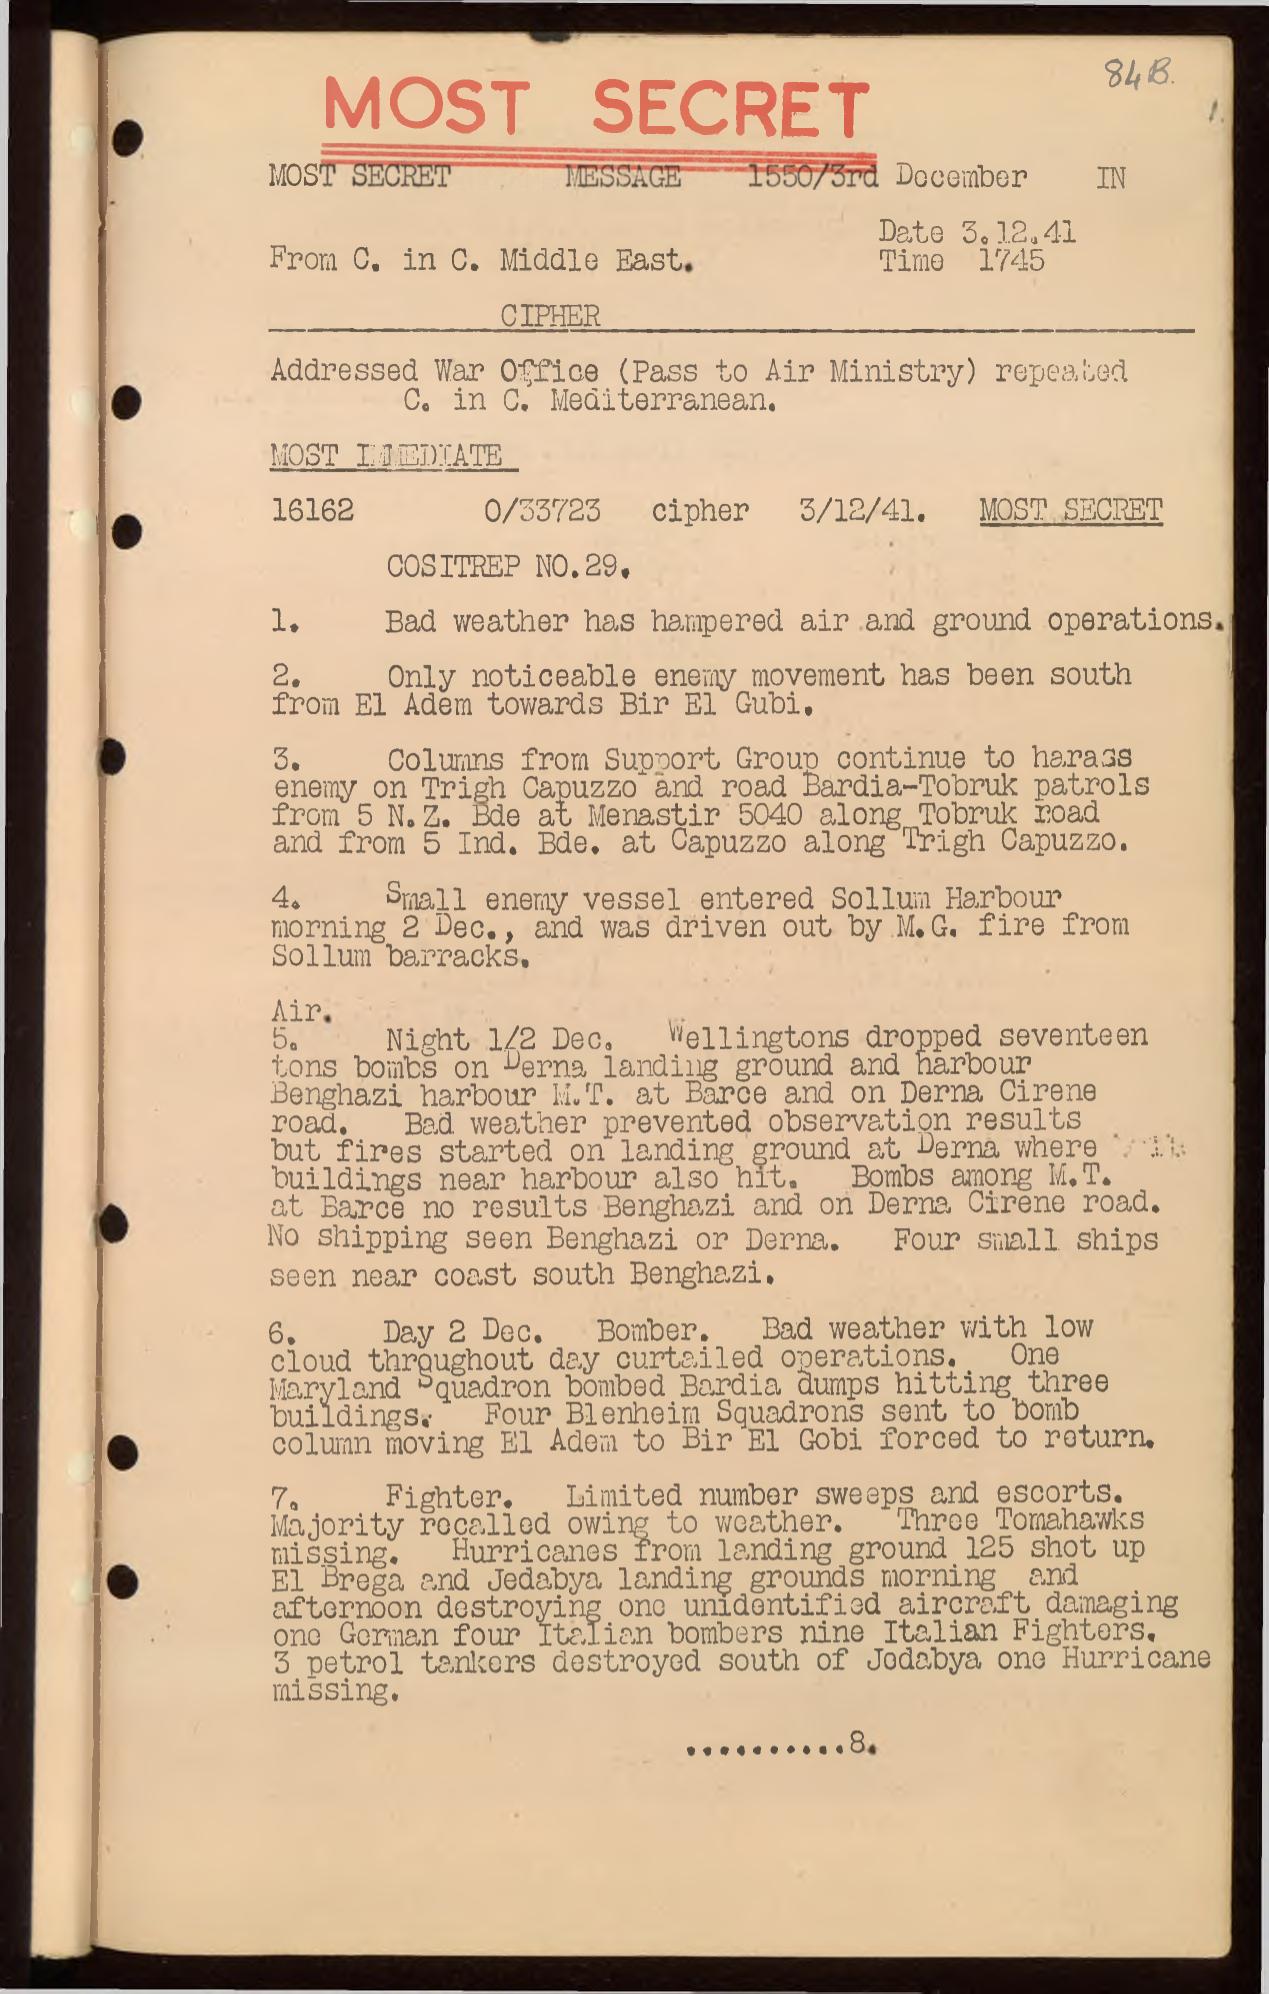 84B.
1.
MOST SECRET
MOST SECRET MESSAGE 1550/3rd December IN
Date 3.12.41
From C. in C. Middle East. Time 1745
CIPHER
Addressed War Office (Pass to Air Ministry) repeated
C. in C. Mediterranean.
MOST IMMEDIATE
16162 0/33723 cipher 3/12/41. MOST SECRET
COSITREP NO.29.
1. Bad weather has hampered air and ground operations.
2. Only noticeable enemy movement has been south
from El Adem towards Bir El Gubi.
3. Columns from Support Group continue to harass
enemy on Trigh Capuzzo and road Bardia-Tobruk patrols
from 5 N.Z. Bde at Menastir 5040 along Tobruk road
and from 5 Ind. Bde. at Capuzzo along Trigh Capuzzo.
4. Small enemy vessel entered Sollum Harbour
morning 2 Dec., and was driven out by M.G. fire from
Sollum barracks.
Air.
5. Night 1/2 Dec. Wellingtons dropped seventeen
tons bombs on Derna landing ground and harbour
Benghazi harbour M.T. at Barce and on Derna Cirene
road. Bad weather prevented observation results
but fires started on landing ground at Derna where
buildings near harbour also hit. Bombs among M.T.
at Barce no results Benghazi and on Derna Cirene road.
No shipping seen Benghazi or Derna. Four small ships
seen near coast south Benghazi.
6. Day 2 Dec. Bomber. Bad weather with low
cloud throughout day curtailed operations. One
Maryland Squadron bombed Bardia dumps hitting three
buildings. Four Blenheim Squadrons sent to bomb
column moving El Adem to Bir El Gobi forced to return.
7. Fighter. Limited number sweeps and escorts.
Majority recalled owing to weather. Three Tomahawks
missing. Hurricanes from landing ground 125 shot up
El Brega and Jedabya landing grounds morning and
afternoon destroying one unidentified aircraft damaging
one German four Italian bombers nine Italian Fighters.
3 petrol tankers destroyed south of Jedabya one Hurricane
missing.
..........8.